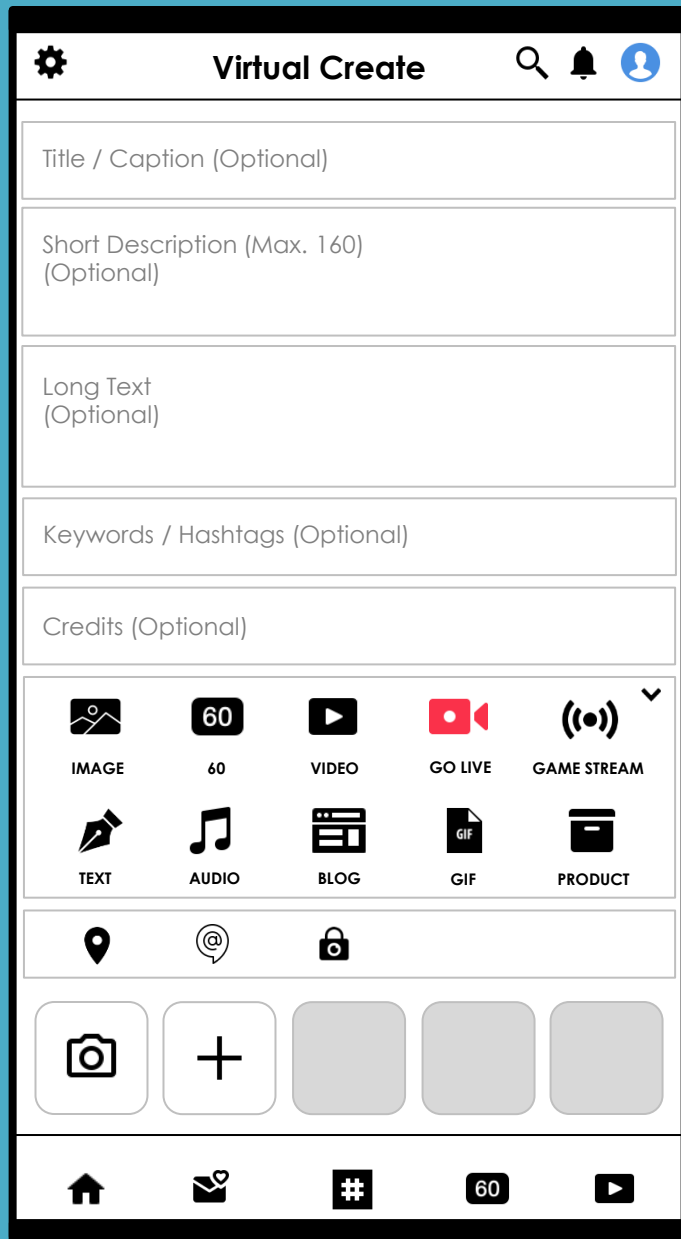 Virtual Create
Title / Caption (Optional)
Short Description (Max. 160)
(Optional)
Long Text
(Optional)
Keywords / Hashtags (Optional)
Credits (Optional)
60
IMAGE 60 VIDEO GO LIVE GAME STREAM
GIF
TEXT AUDIO BLOG GIF PRODUCT
@
# 60